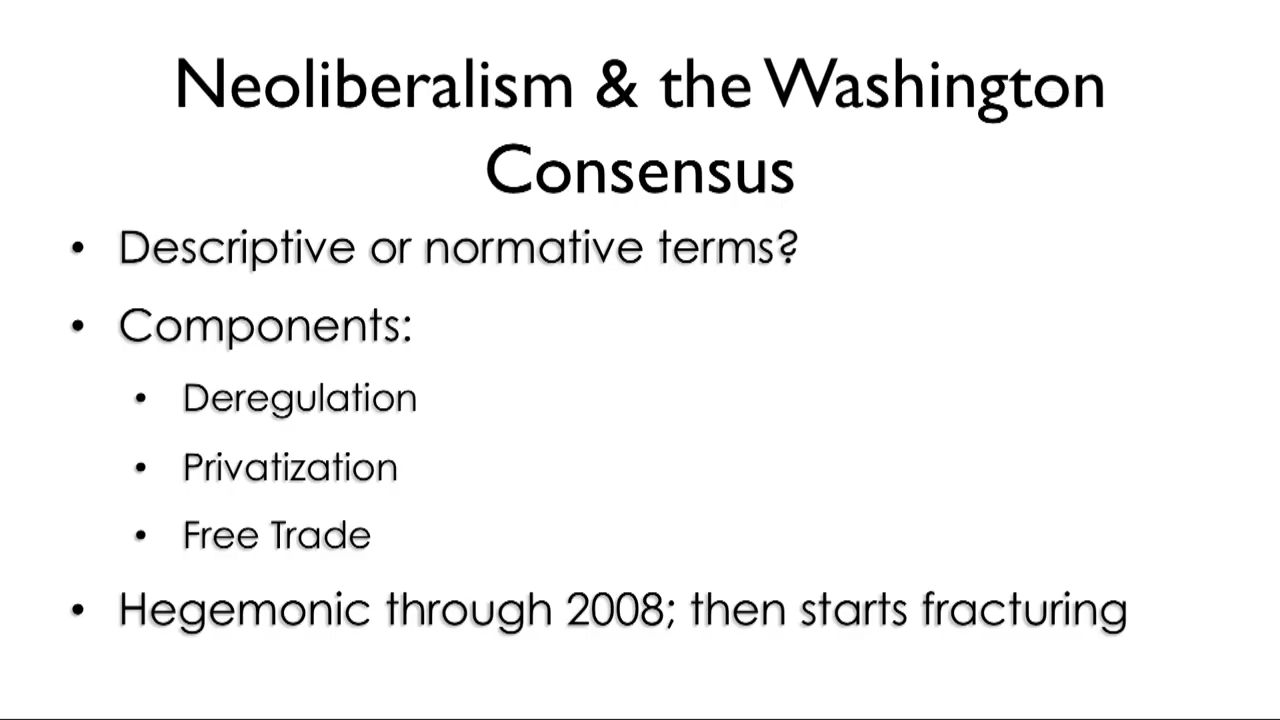 Neoliberalism & the Washington
Consensus
• Descriptive or normative terms?
• Components:
• Deregulation
• Privatization
• Free Trade
• Hegemonic through 2008; then starts fracturing